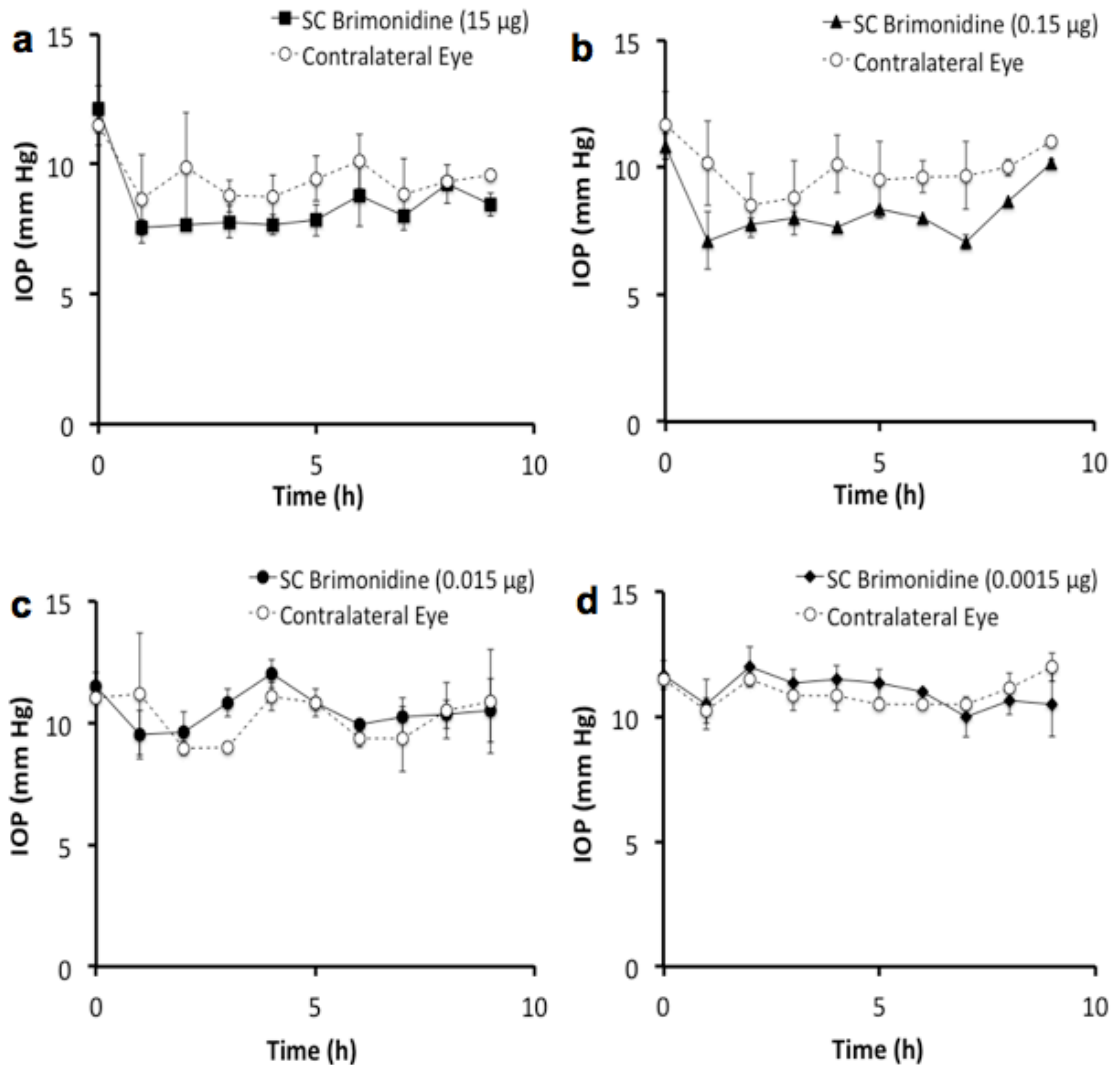 a
SC Brimonidine (15 µg)
Contralateral Eye
15
10
5
0
IOP (mm Hg)
0
5
10
Time (h)
b
SC Brimonidine (0.15 µg)
Contralateral Eye
15
10
5
0
IOP (mm Hg)
0
5
10
Time (h)
c
SC Brimonidine (0.015 µg)
Contralateral Eye
15
10
5
0
IOP (mm Hg)
0
5
10
Time (h)
d
SC Brimonidine (0.0015 µg)
Contralateral Eye
15
10
5
0
IOP (mm Hg)
0
5
10
Time (h)